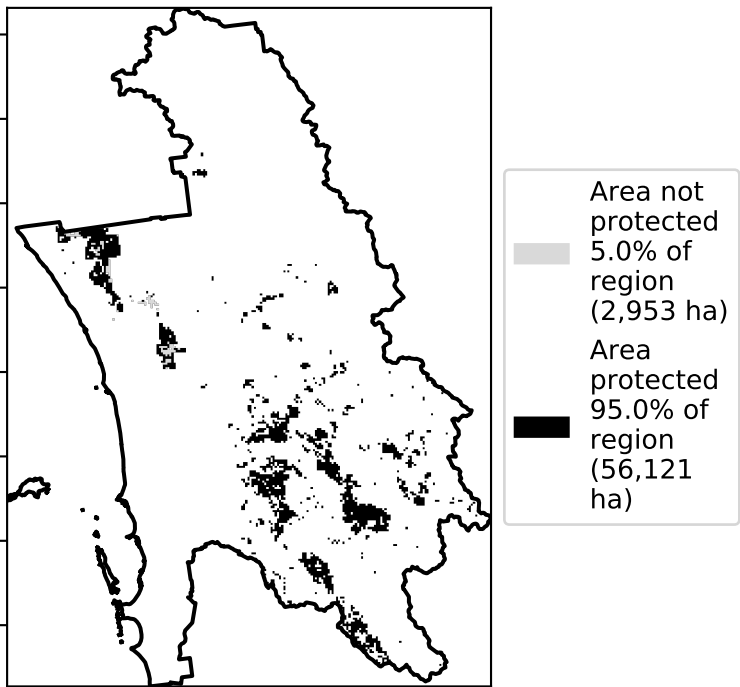 Area not
protected
5.0% of
region
(2,953 ha)
Area
protected
95.0% of
region
(56,121
ha)